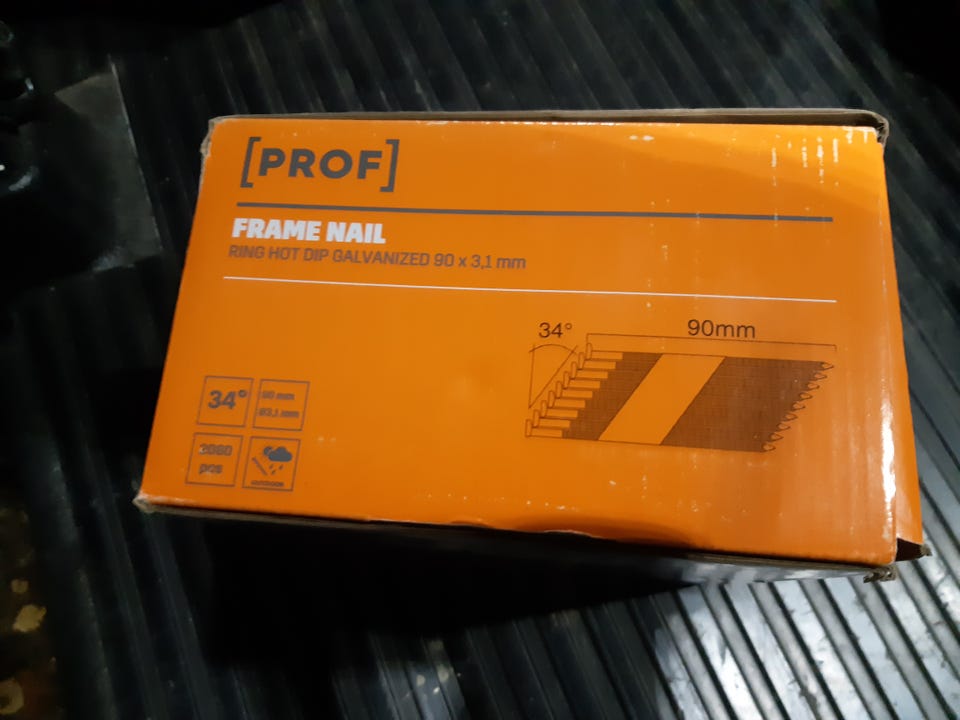 [PROF]
FRAME NAIL
RING HOT DIP GALVANIZED 90 x 3,1 mm
34°
90mm
34°
90 mm
ø3,1 mm
pcs
OUTDOOR